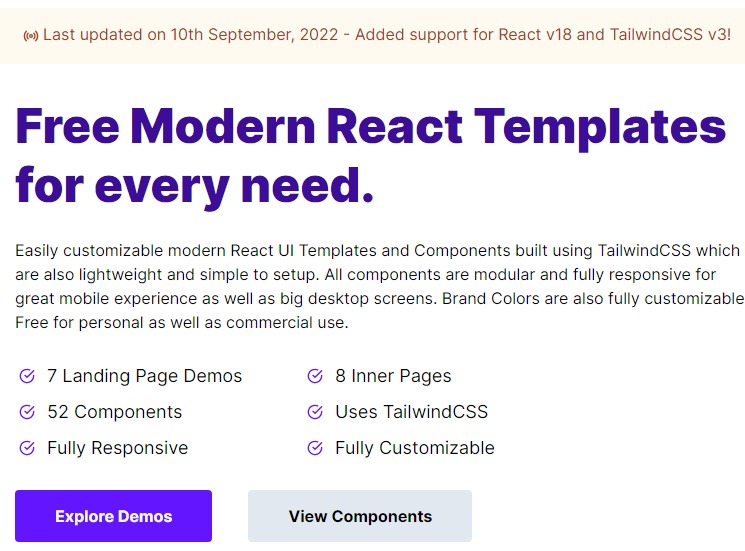 Last updated on 10th September, 2022 - Added support for React v18 and TailwindCSS v3!
Free Modern React Templates
for every need.
Easily customizable modern React UI Templates and Components built using TailwindCSS which
are also lightweight and simple to setup. All components are modular and fully responsive for
great mobile experience as well as big desktop screens. Brand Colors are also fully customizable
Free for personal as well as commercial use.
7 Landing Page Demos
8 Inner Pages
52 Components
Uses TailwindCSS
Fully Responsive
Fully Customizable
Explore Demos
View Components